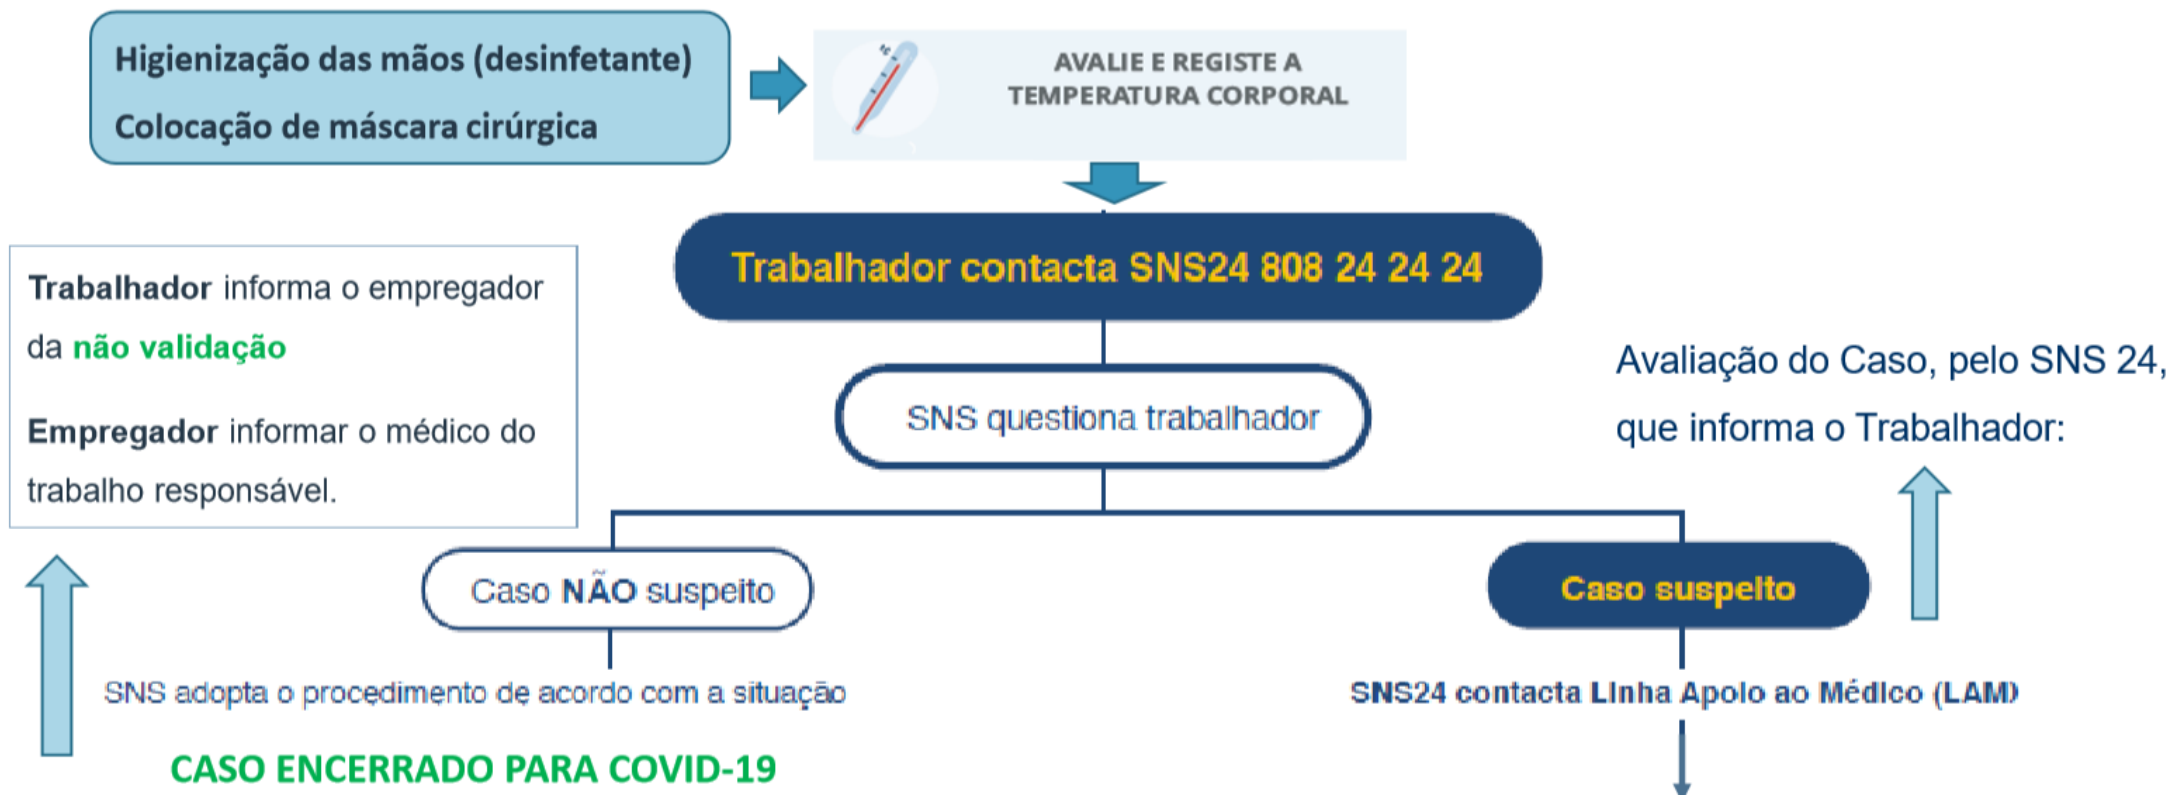 Higienização das mãos (desinfetante)
Colocação de máscara cirúrgica
°C
AVALIE E REGISTE A
TEMPERATURA CORPORAL
Trabalhador contacta SNS24 808 24 24 24
Trabalhador informa o empregador
da não validação
Empregador informar o médico do
trabalho responsável.
SNS questiona trabalhador
Avaliação do Caso, pelo SNS 24,
que informa o Trabalhador:
Caso NÃO suspeito
Caso suspeito
SNS adopta o procedimento de acordo com a situação
SNS24 contacta Linha Apoio ao Médico (LAM)
CASO ENCERRADO PARA COVID-19